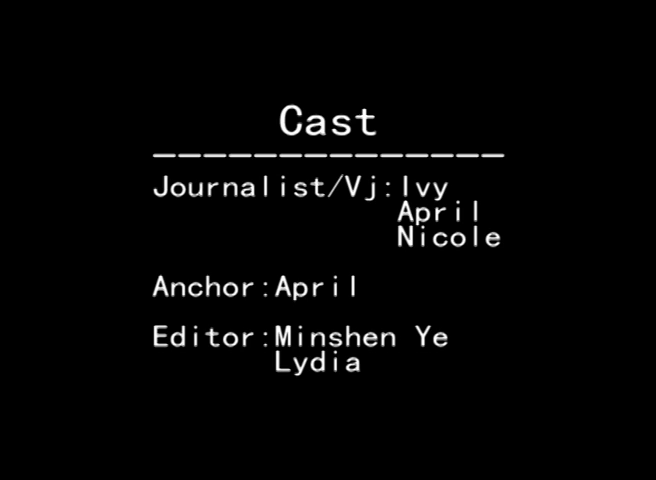 Cast
---------------
Journalist/Vj:Ivy
April
Nicole
Anchor:April
Editor:Minshen Ye
Lydia